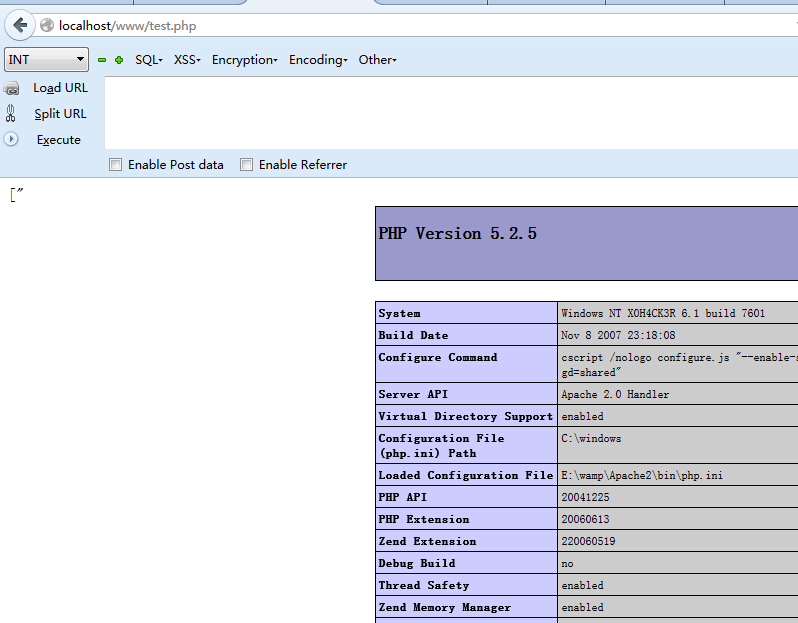 localhost/www/test.php
INT SQL▾ XSS▾ Encryption▾ Encoding▾ Other▾
Load URL
Split URL
Execute
Enable Post data Enable Referrer
["
PHP Version 5.2.5
System Windows NT XOH4CK3R 6.1 build 7601
Build Date Nov 8 2007 23:18:08
Configure Command cscript /nologo configure.js "--enable-
gd=shared"
Server API Apache 2.0 Handler
Virtual Directory Support enabled
Configuration File C:\windows
(php.ini) Path
Loaded Configuration File E:\wamp\Apache2\bin\php.ini
PHP API 20041225
PHP Extension 20060613
Zend Extension 220060519
Debug Build no
Thread Safety enabled
Zend Memory Manager enabled